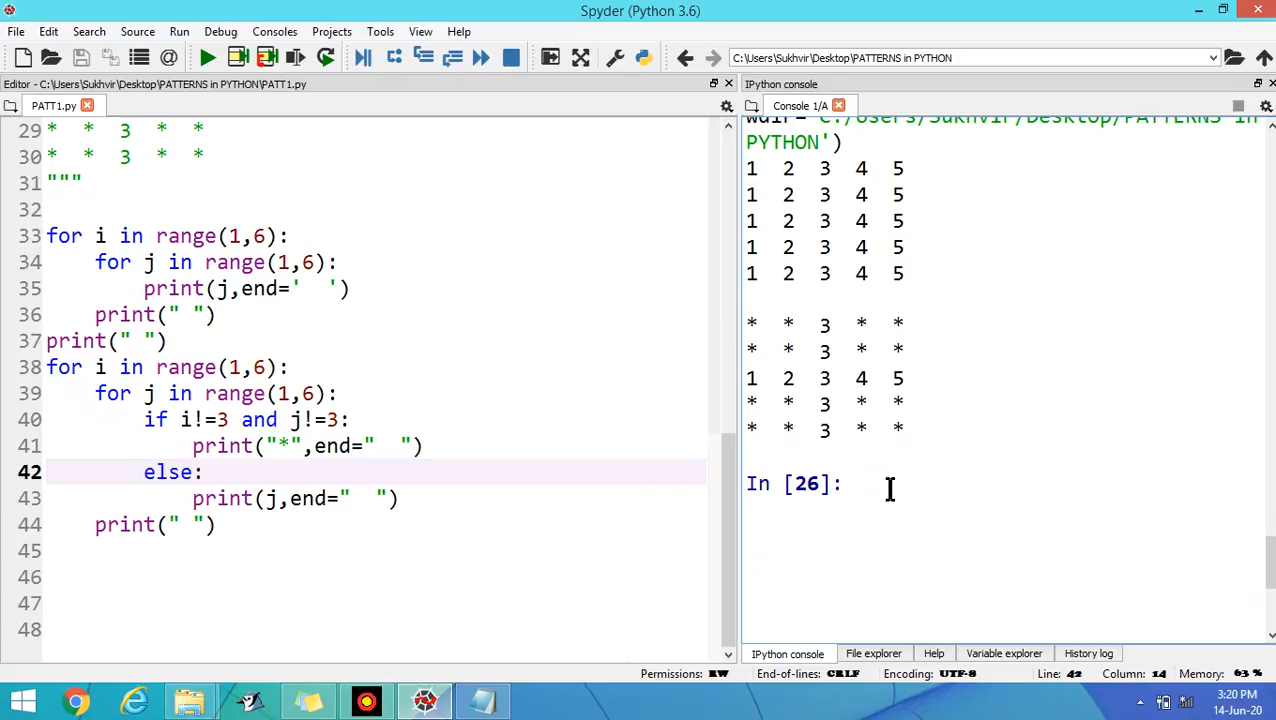 Spyder (Python 3.6)
File Edit Search Source Run Debug Consoles Projects Tools View Help
C:\Users\Sukhvir\Desktop\PATTERNS in PYTHON
Editor - C:\Users\Sukhvir\Desktop\PATTERNS in PYTHON\PATT1.py
PATT1.py
29 * * 3 * *
30 * * 3 * *
31 """
32
33 for i in range(1,6):
34     for j in range(1,6):
35         print(j,end='  ')
36     print(" ")
37 print(" ")
38 for i in range(1,6):
39     for j in range(1,6):
40         if i!=3 and j!=3:
41             print("*",end="  ")
42         else:
43             print(j,end="  ")
44     print(" ")
45
46
47
48
IPython console
Console 1/A
wdir='C:/Users/Sukhvir/Desktop/PATTERNS in
PYTHON')
1 2 3 4 5
1 2 3 4 5
1 2 3 4 5
1 2 3 4 5
1 2 3 4 5
* * 3 * *
* * 3 * *
1 2 3 4 5
* * 3 * *
* * 3 * *
In [26]:
IPython console File explorer Help Variable explorer History log
Permissions: RW End-of-lines: CRLF Encoding: UTF-8 Line: 42 Column: 14 Memory: 63 %
3:20 PM
14-Jun-20